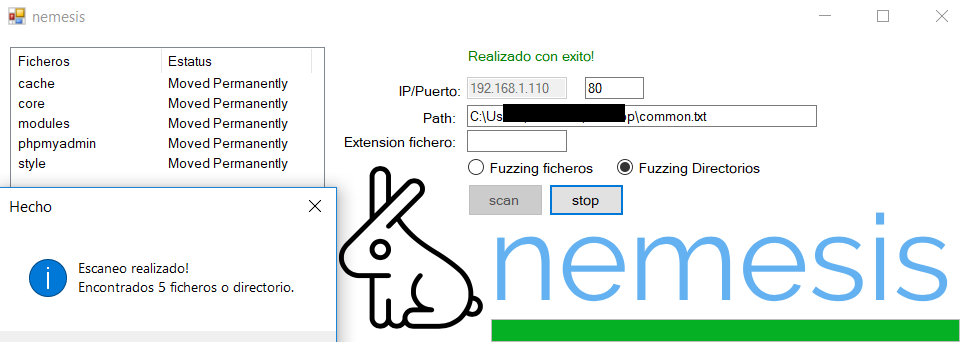 nemesis
Ficheros Estatus
cache Moved Permanently
core Moved Permanently
modules Moved Permanently
phpmyadmin Moved Permanently
style Moved Permanently
Realizado con exito!
IP/Puerto: 192.168.1.110 80
Path: C:\Us op\common.txt
Extension fichero:
Fuzzing ficheros Fuzzing Directorios
scan stop
Hecho
Escaneo realizado!
Encontrados 5 ficheros o directorio.
nemesis